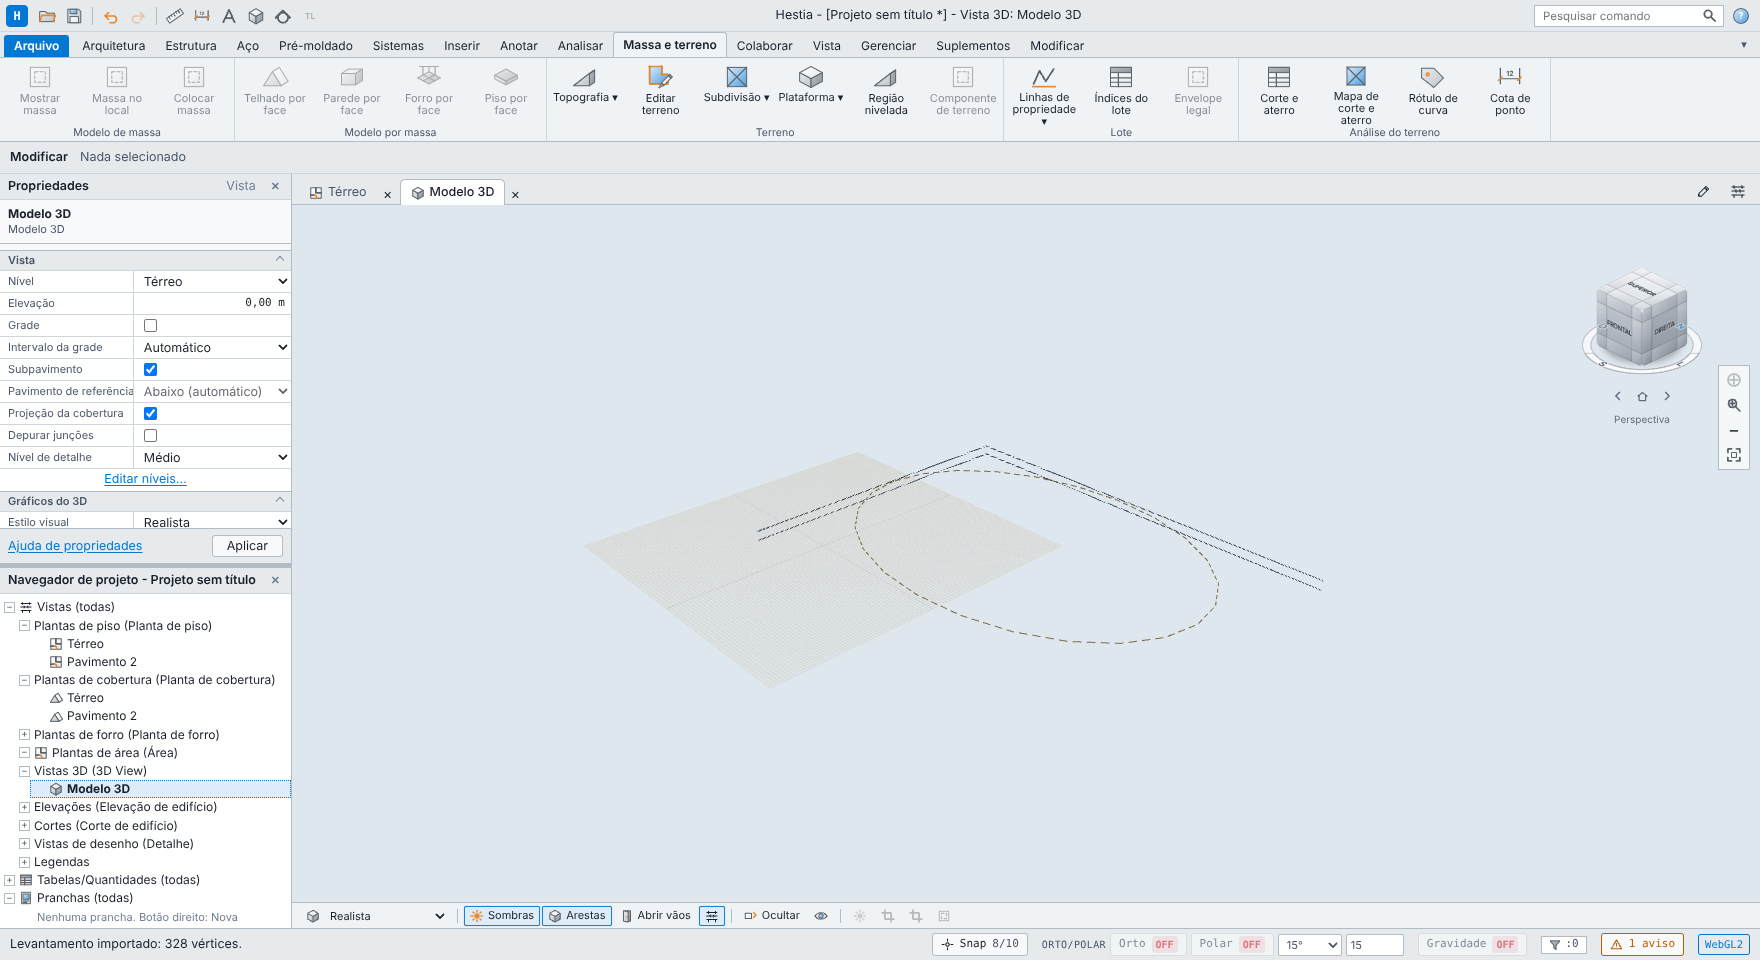 H
TL
Hestia - [Projeto sem título *] - Vista 3D: Modelo 3D
Pesquisar comando
?
Arquivo Arquitetura Estrutura Aço Pré-moldado Sistemas Inserir Anotar Analisar Massa e terreno Colaborar Vista Gerenciar Suplementos Modificar ▾
Mostrar massa
Massa no local
Colocar massa
Modelo de massa
Telhado por face
Parede por face
Forro por face
Piso por face
Modelo por massa
Topografia ▾
Editar terreno
Subdivisão ▾
Plataforma ▾
Região nivelada
Componente de terreno
Terreno
Linhas de propriedade ▾
Índices do lote
Envelope legal
Lote
Corte e aterro
Mapa de corte e aterro
Rótulo de curva
12
Cota de ponto
Análise do terreno
Modificar Nada selecionado
Propriedades Vista ×
Modelo 3D
Modelo 3D
Vista
Nível Térreo
Elevação 0,00 m
Grade
Intervalo da grade Automático
Subpavimento
Pavimento de referência Abaixo (automático)
Projeção da cobertura
Depurar junções
Nível de detalhe Médio
Editar níveis...
Gráficos do 3D
Estilo visual Realista
Ajuda de propriedades Aplicar
Navegador de projeto - Projeto sem título ×
Vistas (todas)
Plantas de piso (Planta de piso)
Térreo
Pavimento 2
Plantas de cobertura (Planta de cobertura)
Térreo
Pavimento 2
Plantas de forro (Planta de forro)
Plantas de área (Área)
Vistas 3D (3D View)
Modelo 3D
Elevações (Elevação de edifício)
Cortes (Corte de edifício)
Vistas de desenho (Detalhe)
Legendas
Tabelas/Quantidades (todas)
Pranchas (todas)
Nenhuma prancha. Botão direito: Nova
Térreo × Modelo 3D ×
SUPERIOR
FRONTAL
DIREITA
Perspectiva
Realista Sombras Arestas Abrir vãos Ocultar
Levantamento importado: 328 vértices.
Snap 8/10 ORTO/POLAR Orto OFF Polar OFF 15° 15 Gravidade OFF :0 1 aviso WebGL2